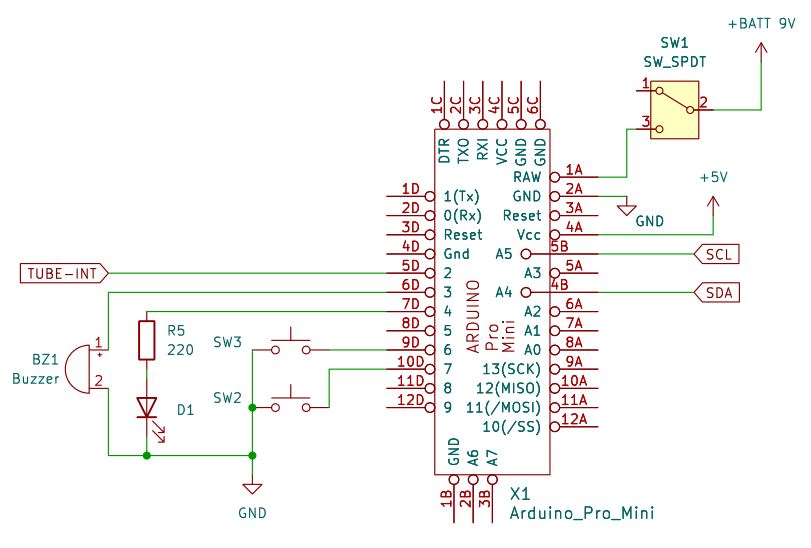 +BATT 9V
SW1
SW_SPDT
1
2
3
1C 2C 3C 4C 5C 6C
DTR TXO RXI VCC GND GND
RAW 1A
1D 1(Tx) GND 2A
2D 0(Rx) Reset 3A
3D Reset Vcc 4A
4D Gnd A5 5B
5D 2 A3 5A
6D 3 A4 4B
7D 4 A2 6A
8D 5 A1 7A
9D 6 A0 8A
10D 7 13(SCK) 9A
11D 8 12(MISO) 10A
12D 9 11(/MOSI) 11A
10(/SS) 12A
ARDUINO
Pro
Mini
GND A6 A7
1B 2B 3B
X1
Arduino_Pro_Mini
+5V
GND
SCL
SDA
TUBE-INT
BZ1
Buzzer
1
+
2
R5
220
D1
SW3
SW2
GND